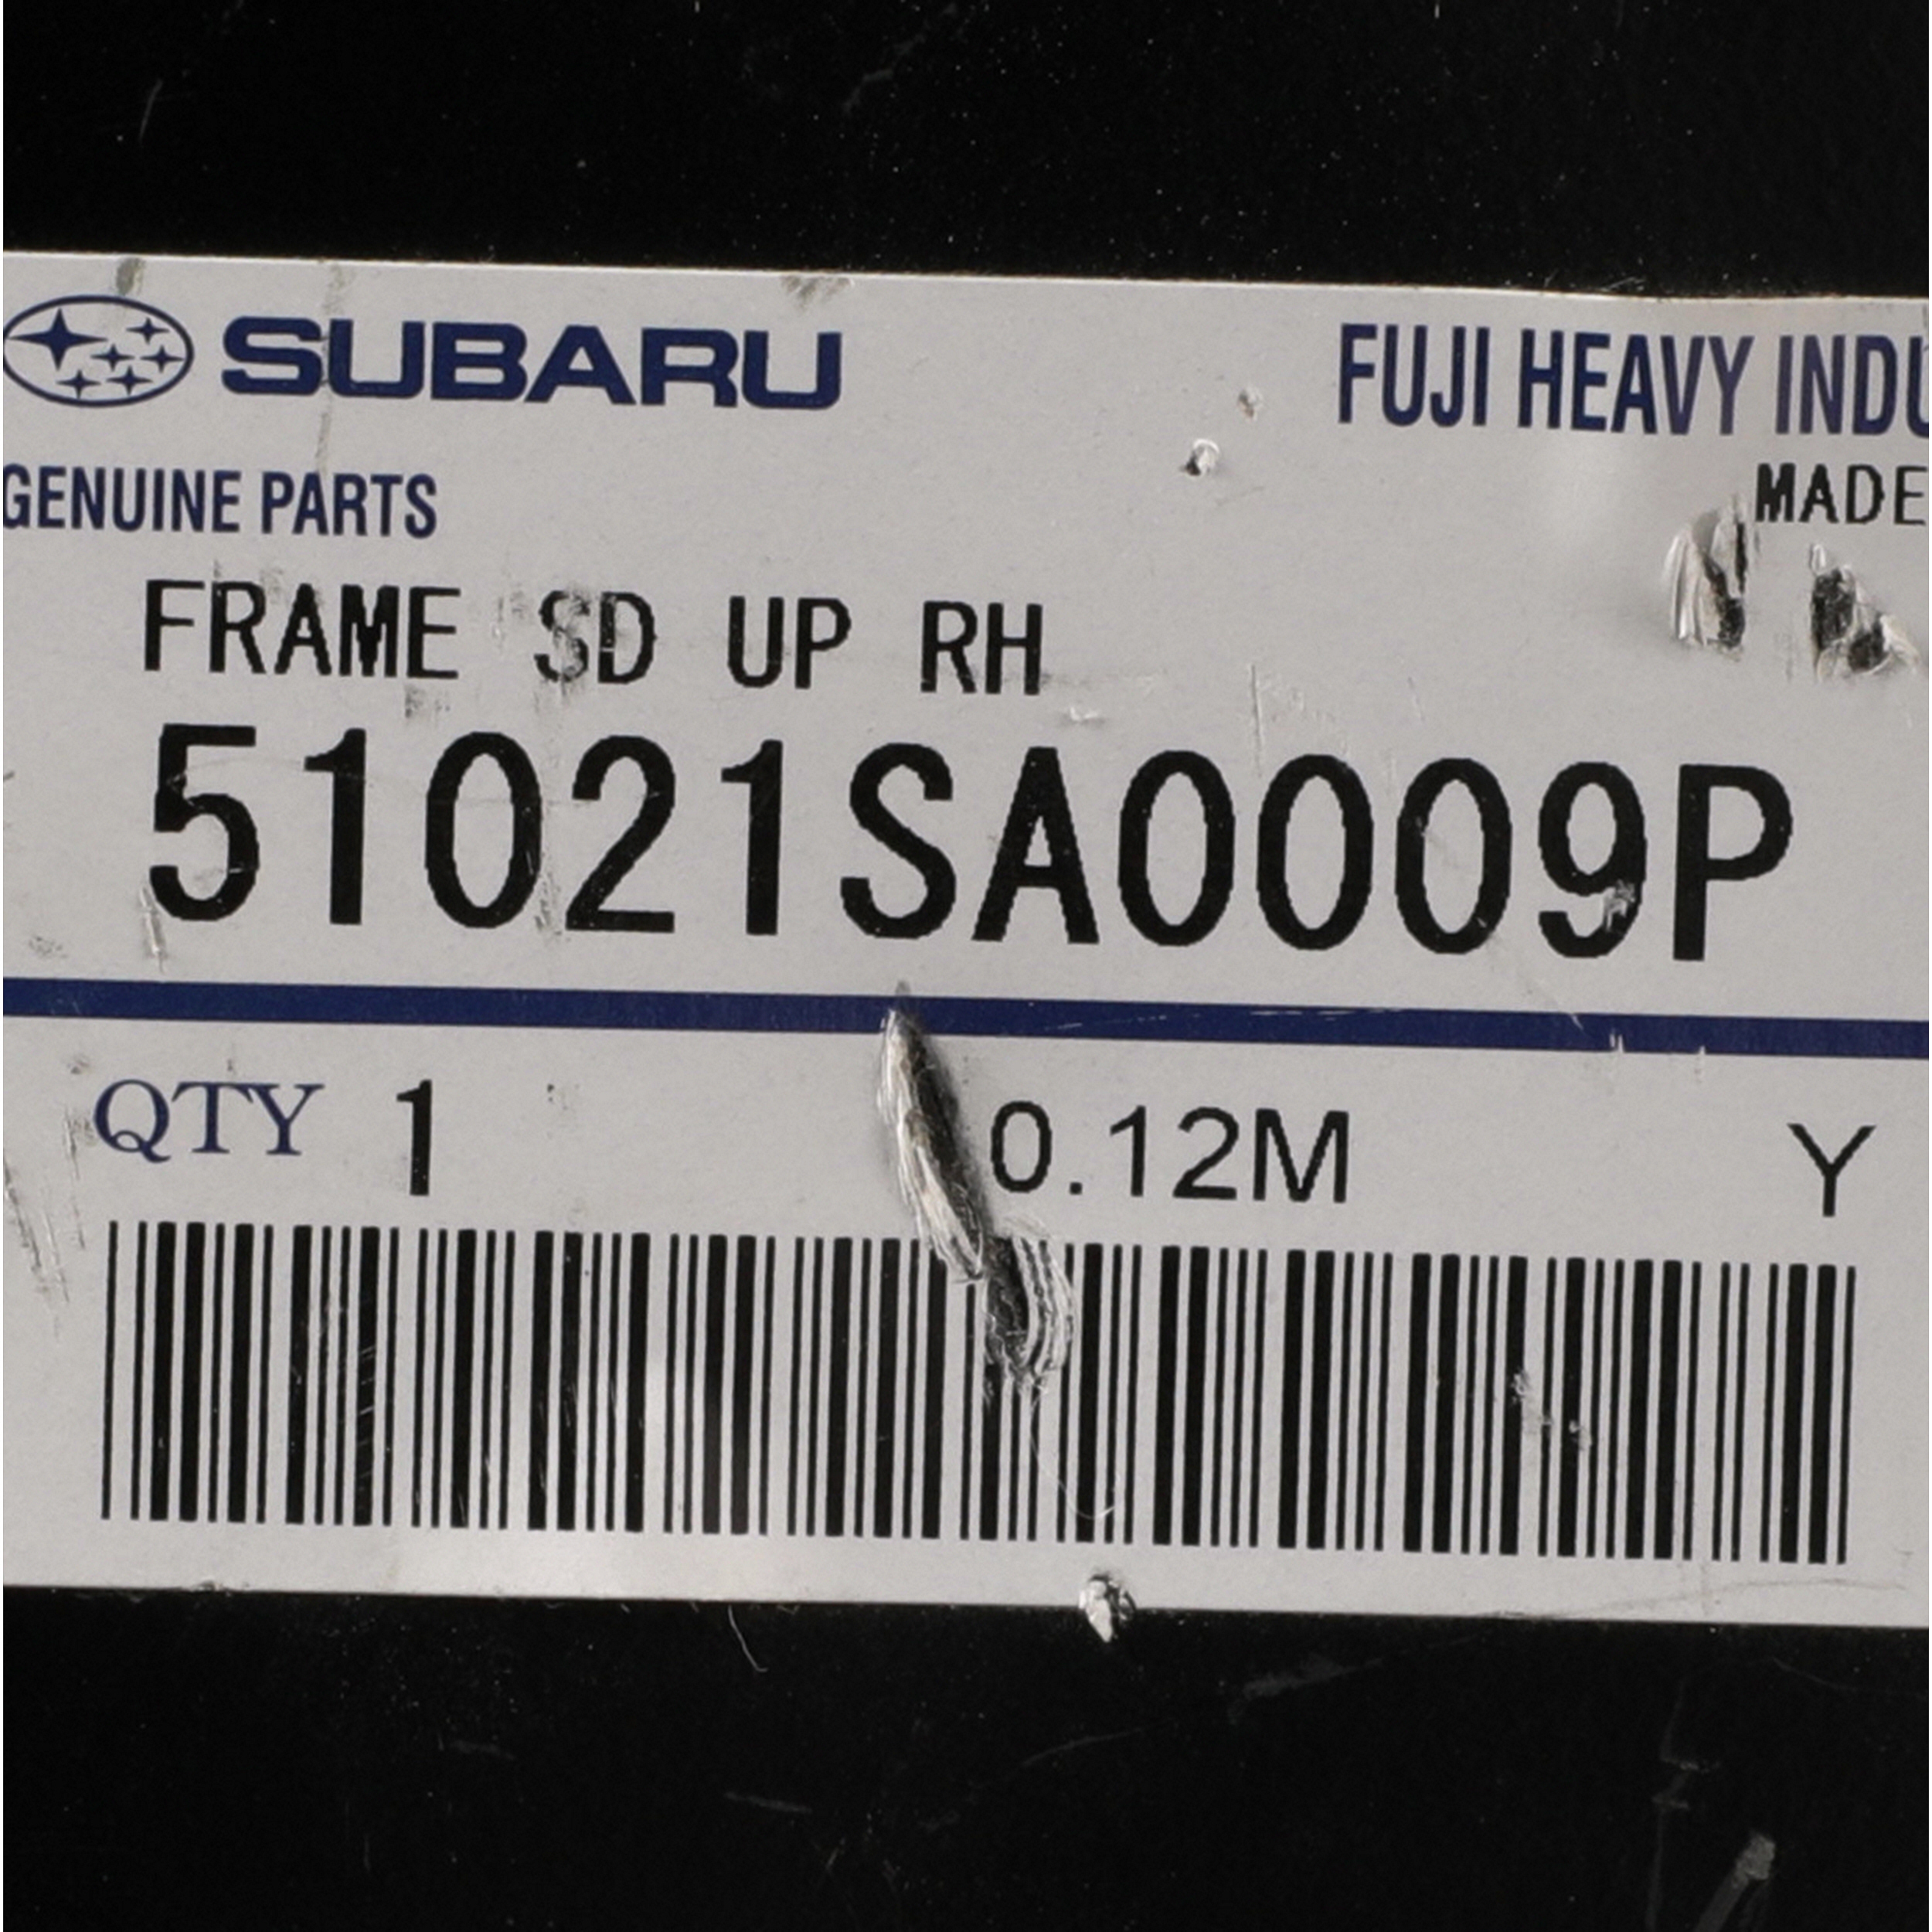 SUBARU
FUJI HEAVY INDU
GENUINE PARTS
MADE
FRAME SD UP RH
51021SA0009P
QTY 1 0.12M Y